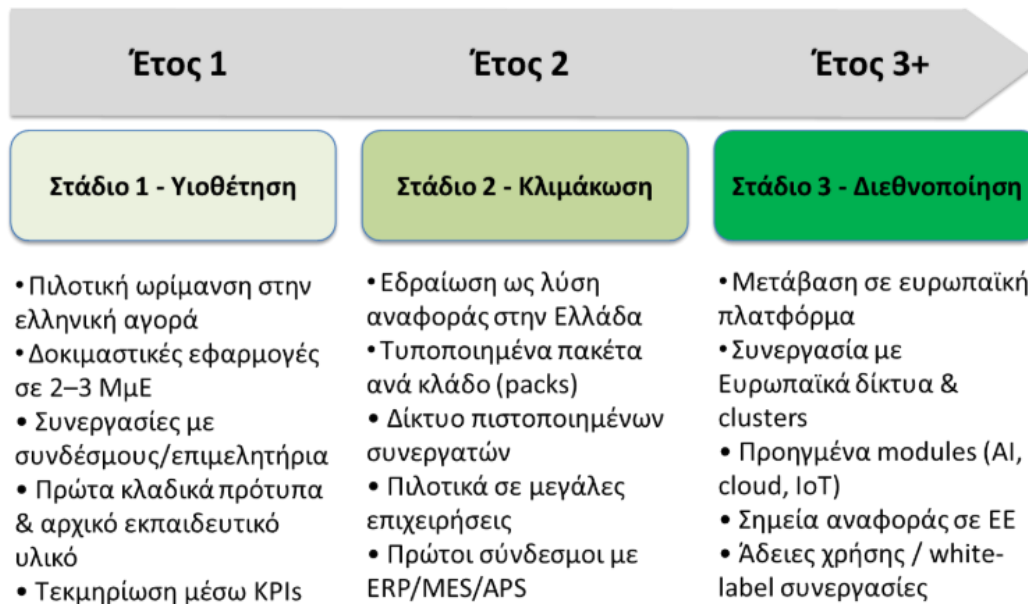 Έτος 1
Έτος 2
Έτος 3+
Στάδιο 1 - Υιοθέτηση
Στάδιο 2 - Κλιμάκωση
Στάδιο 3 - Διεθνοποίηση
•Πιλοτική ωρίμανση στην
ελληνική αγορά
•Δοκιμαστικές εφαρμογές
σε 2–3 ΜμΕ
• Συνεργασίες με
συνδέσμους/επιμελητήρια
• Πρώτα κλαδικά πρότυπα
& αρχικό εκπαιδευτικό
υλικό
• Τεκμηρίωση μέσω KPIs
•Εδραίωση ως λύση
αναφοράς στην Ελλάδα
•Τυποποιημένα πακέτα
ανά κλάδο (packs)
• Δίκτυο πιστοποιημένων
συνεργατών
• Πιλοτικά σε μεγάλες
επιχειρήσεις
• Πρώτοι σύνδεσμοι με
ERP/MES/APS
•Μετάβαση σε ευρωπαϊκή
πλατφόρμα
•Συνεργασία με
Ευρωπαϊκά δίκτυα &
clusters
• Προηγμένα modules (AI,
cloud, IoT)
• Σημεία αναφοράς σε ΕΕ
• Άδειες χρήσης / white-
label συνεργασίες